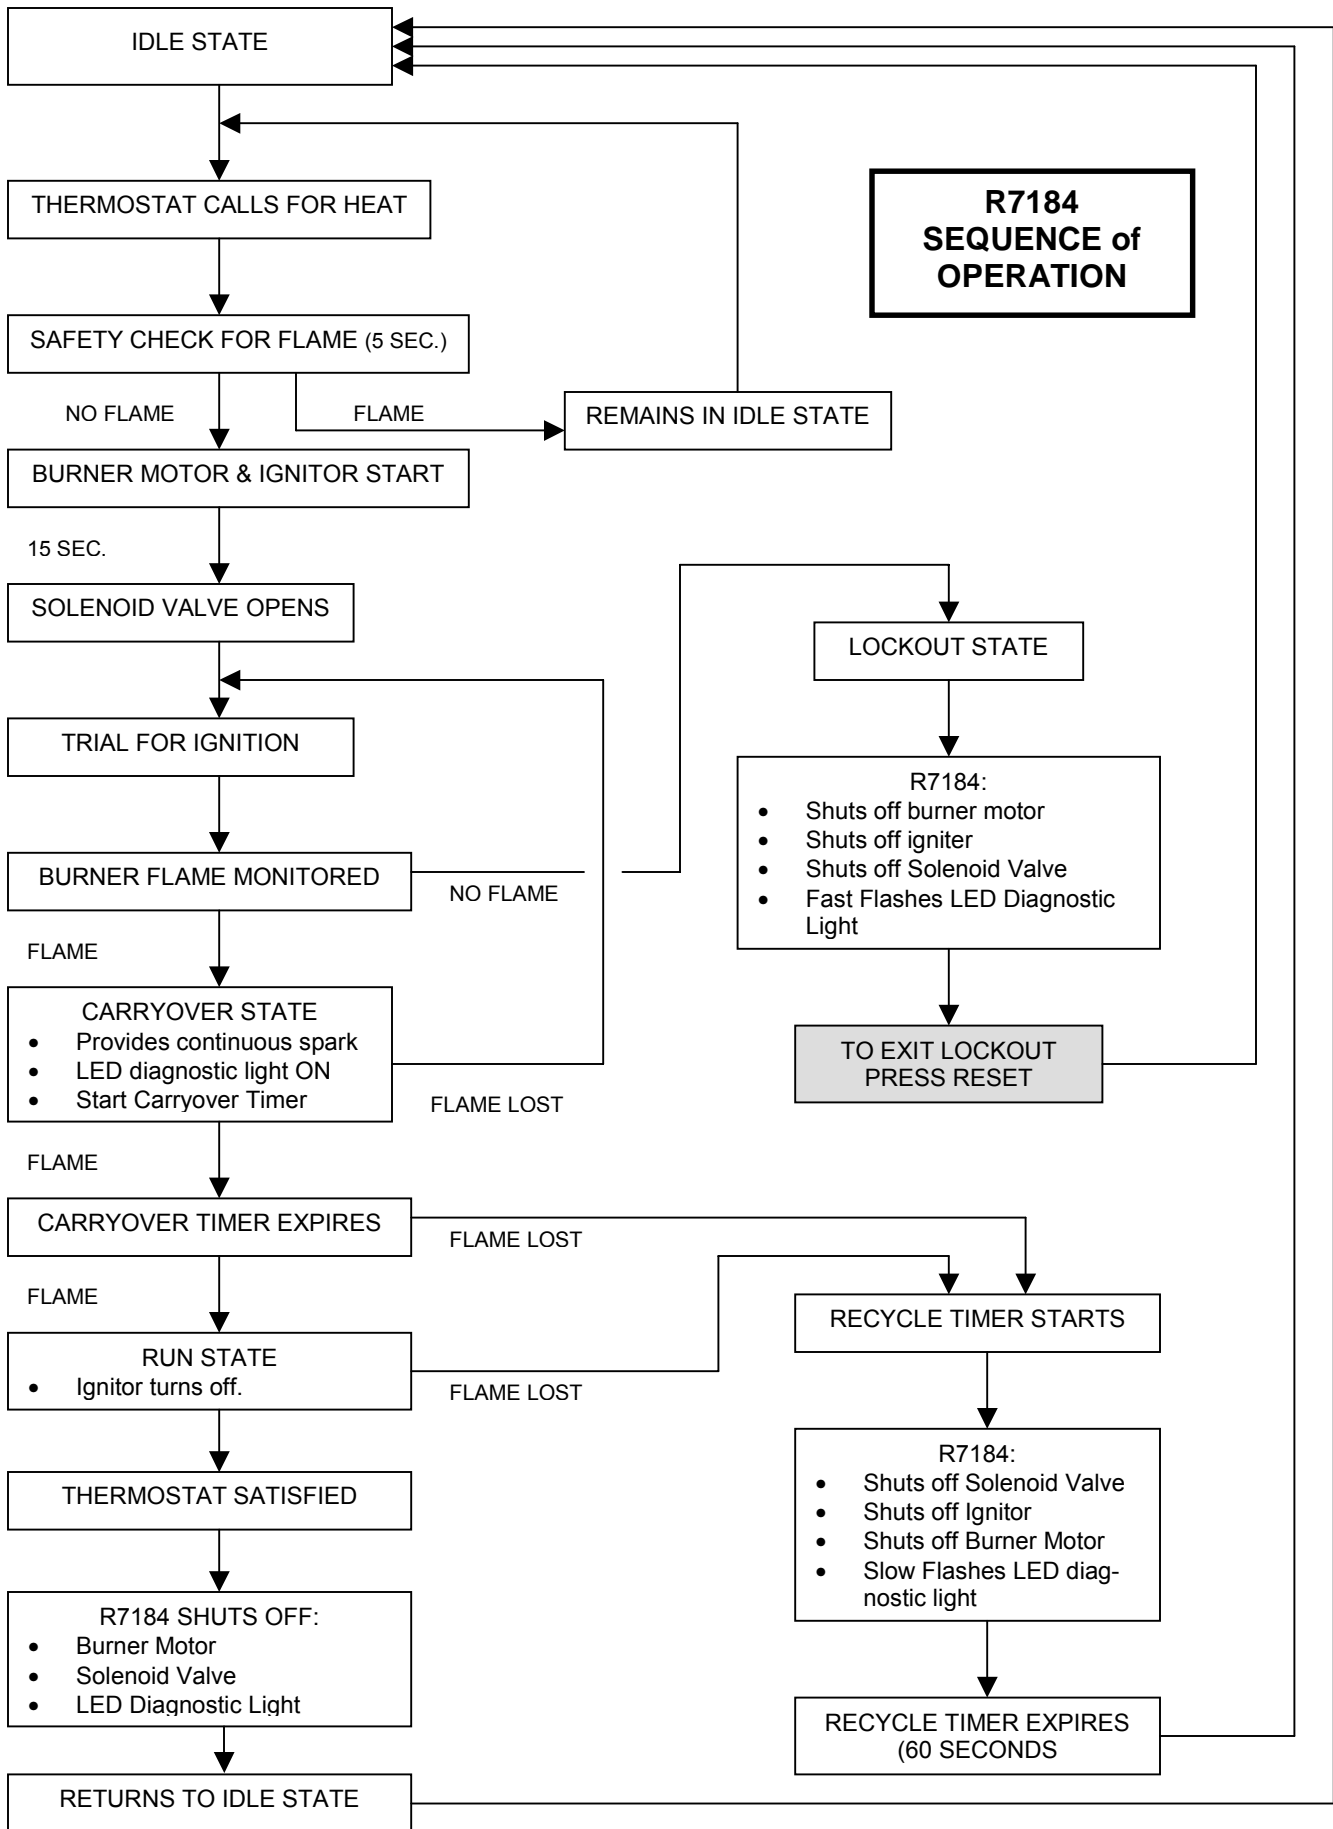 IDLE STATE
THERMOSTAT CALLS FOR HEAT
R7184
SEQUENCE of
OPERATION
SAFETY CHECK FOR FLAME (5 SEC.)
NO FLAME
FLAME
REMAINS IN IDLE STATE
BURNER MOTOR & IGNITOR START
15 SEC.
SOLENOID VALVE OPENS
LOCKOUT STATE
TRIAL FOR IGNITION
R7184:
• Shuts off burner motor
• Shuts off igniter
• Shuts off Solenoid Valve
• Fast Flashes LED Diagnostic
Light
BURNER FLAME MONITORED
NO FLAME
FLAME
CARRYOVER STATE
• Provides continuous spark
• LED diagnostic light ON
• Start Carryover Timer
FLAME LOST
TO EXIT LOCKOUT
PRESS RESET
FLAME
CARRYOVER TIMER EXPIRES
FLAME LOST
FLAME
RECYCLE TIMER STARTS
RUN STATE
• Ignitor turns off.
FLAME LOST
R7184:
• Shuts off Solenoid Valve
• Shuts off Ignitor
• Shuts off Burner Motor
• Slow Flashes LED diag-
nostic light
THERMOSTAT SATISFIED
R7184 SHUTS OFF:
• Burner Motor
• Solenoid Valve
• LED Diagnostic Light
RECYCLE TIMER EXPIRES
(60 SECONDS
RETURNS TO IDLE STATE